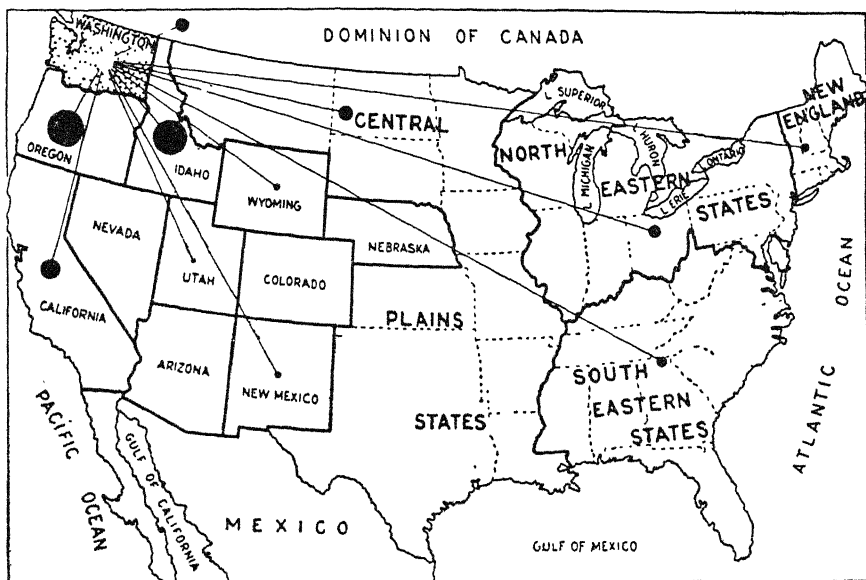 WASHINGTON
DOMINION OF CANADA
L SUPERIOR
NEW
ENGLAND
CENTRAL
NORTH
L MICHIGAN
HURON
L ONTARIO
OREGON
IDAHO
EASTERN
L ERIE
WYOMING
STATES
NEVADA
NEBRASKA
UTAH
COLORADO
OCEAN
CALIFORNIA
PLAINS
ARIZONA
NEW MEXICO
SOUTH
EASTERN
STATES
STATES
ATLANTIC
PACIFIC
OCEAN
GULF OF CALIFORNIA
MEXICO
GULF OF MEXICO